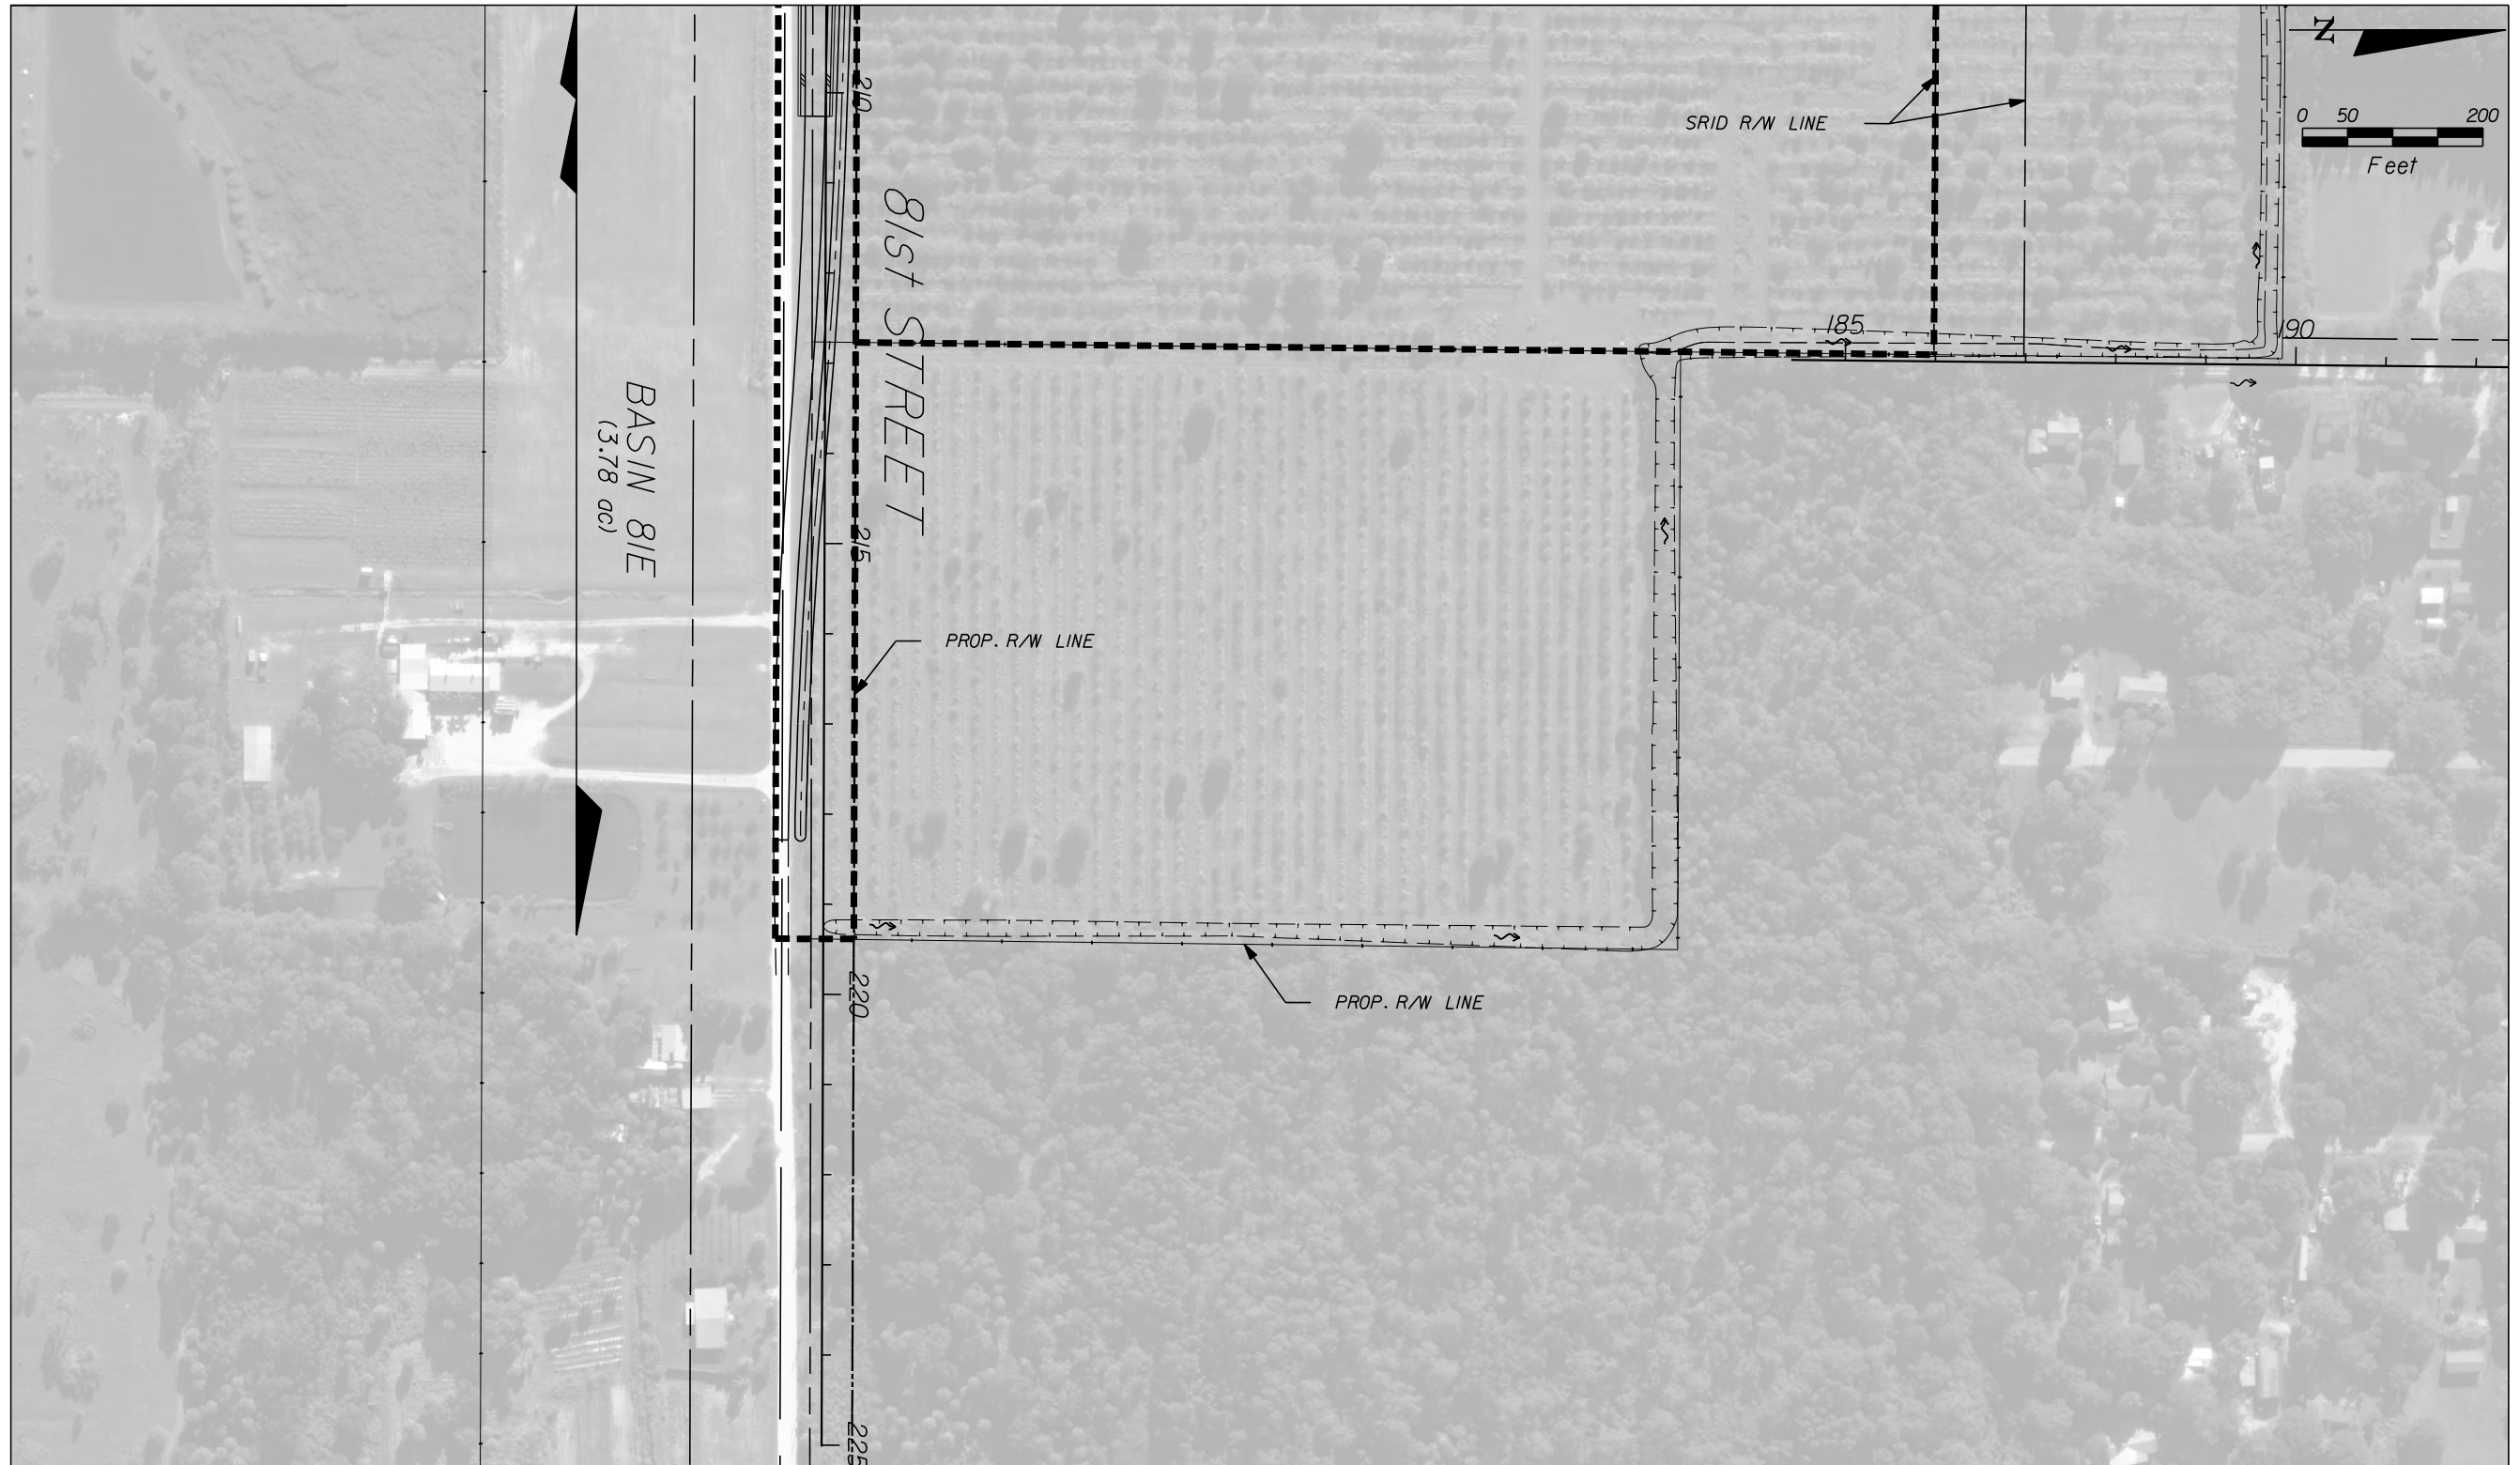 N
0 50 200
Feet
SRID R/W LINE
210
81st STREET
185
190
BASIN 81E
(3.78 ac)
215
PROP. R/W LINE
220
PROP. R/W LINE
225